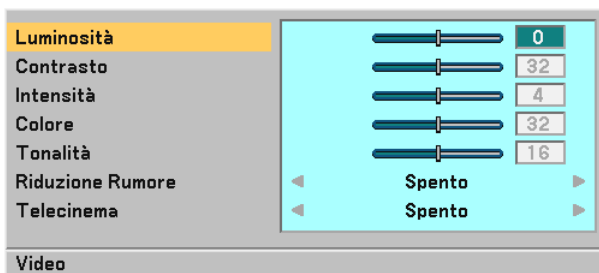 Luminosità 0
Contrasto 32
Intensità 4
Colore 32
Tonalità 16
Riduzione Rumore Spento
Telecinema Spento
Video